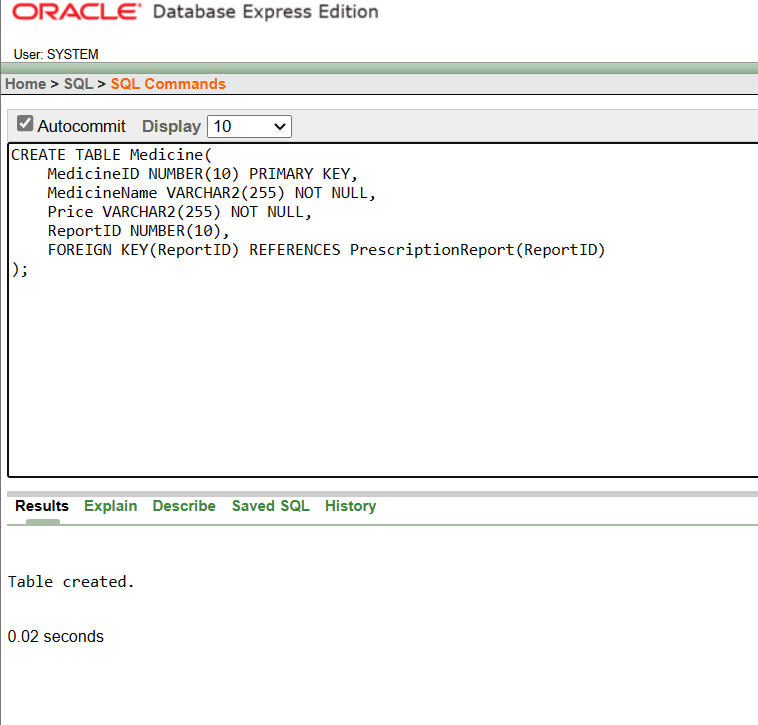 ORACLE® Database Express Edition
User: SYSTEM
Home > SQL > SQL Commands
Autocommit Display 10
CREATE TABLE Medicine(
    MedicineID NUMBER(10) PRIMARY KEY,
    MedicineName VARCHAR2(255) NOT NULL,
    Price VARCHAR2(255) NOT NULL,
    ReportID NUMBER(10),
    FOREIGN KEY(ReportID) REFERENCES PrescriptionReport(ReportID)
);
Results Explain Describe Saved SQL History
Table created.
0.02 seconds